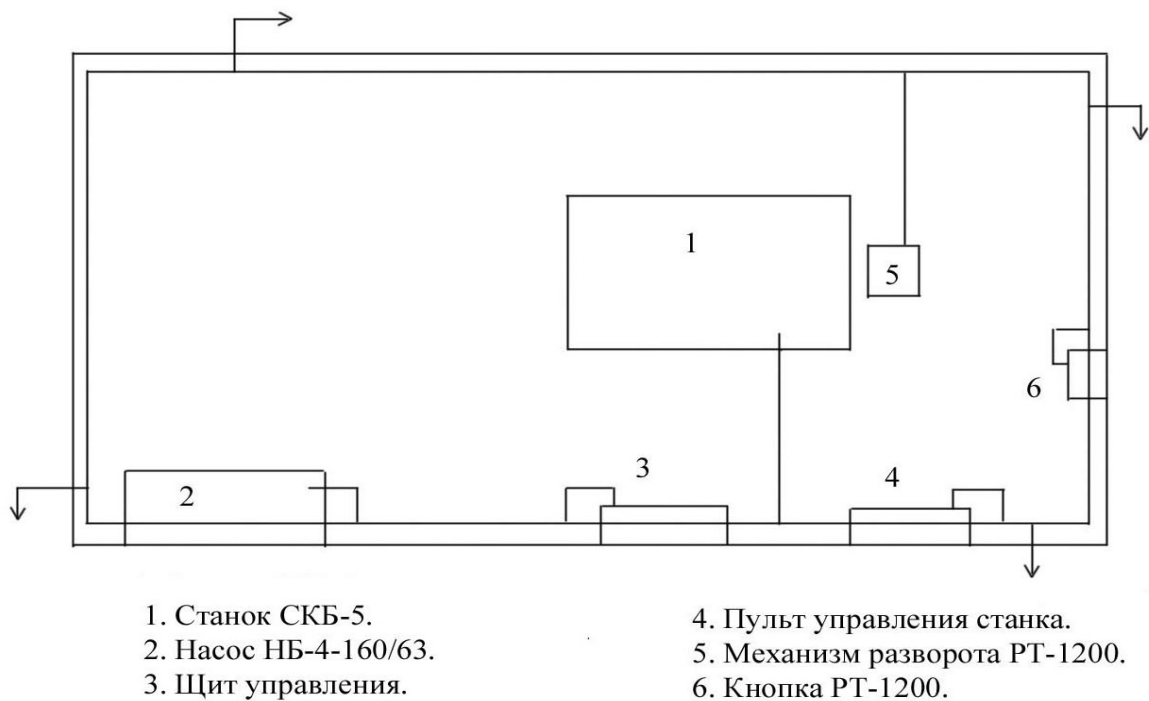 1
5
6
3
4
2
1. Станок СКБ-5.
2. Насос НБ-4-160/63.
3. Щит управления.
4. Пульт управления станка.
5. Механизм разворота РТ-1200.
6. Кнопка РТ-1200.